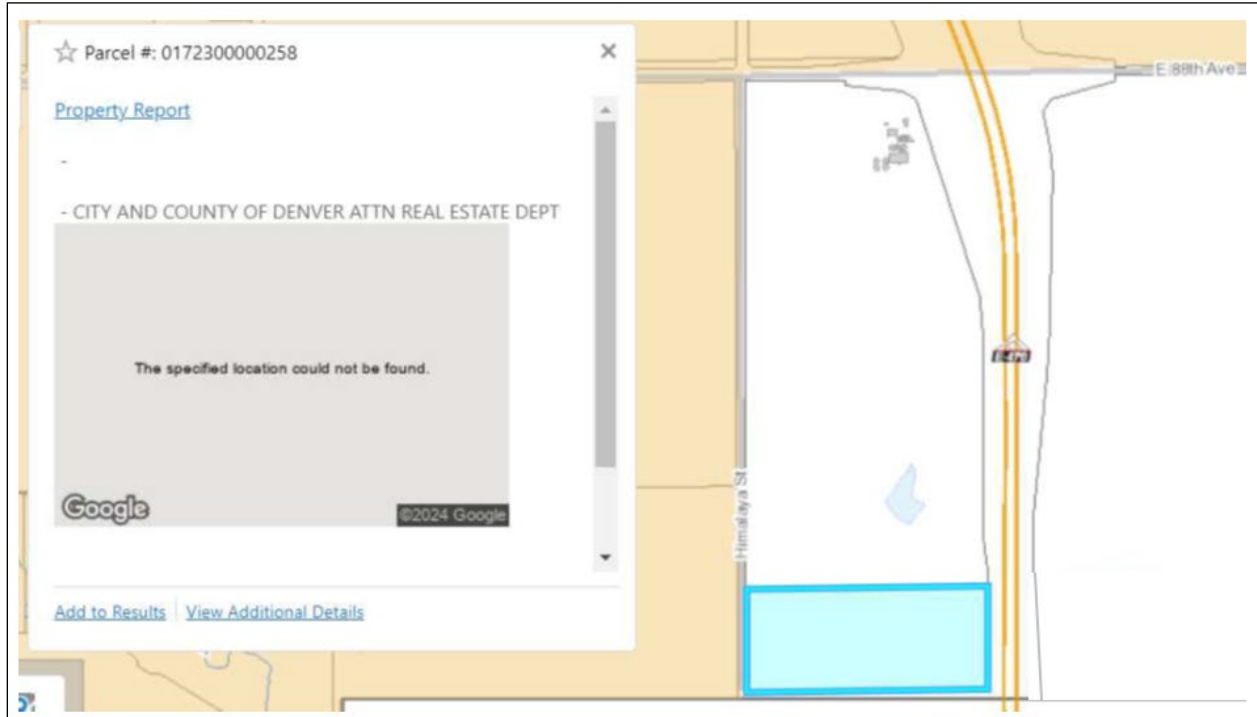 Parcel #: 0172300000258
Property Report
-
- CITY AND COUNTY OF DENVER ATTN REAL ESTATE DEPT
The specified location could not be found.
Google
©2024 Google
Add to Results
View Additional Details
E 88th Ave
E-470
Himalaya St